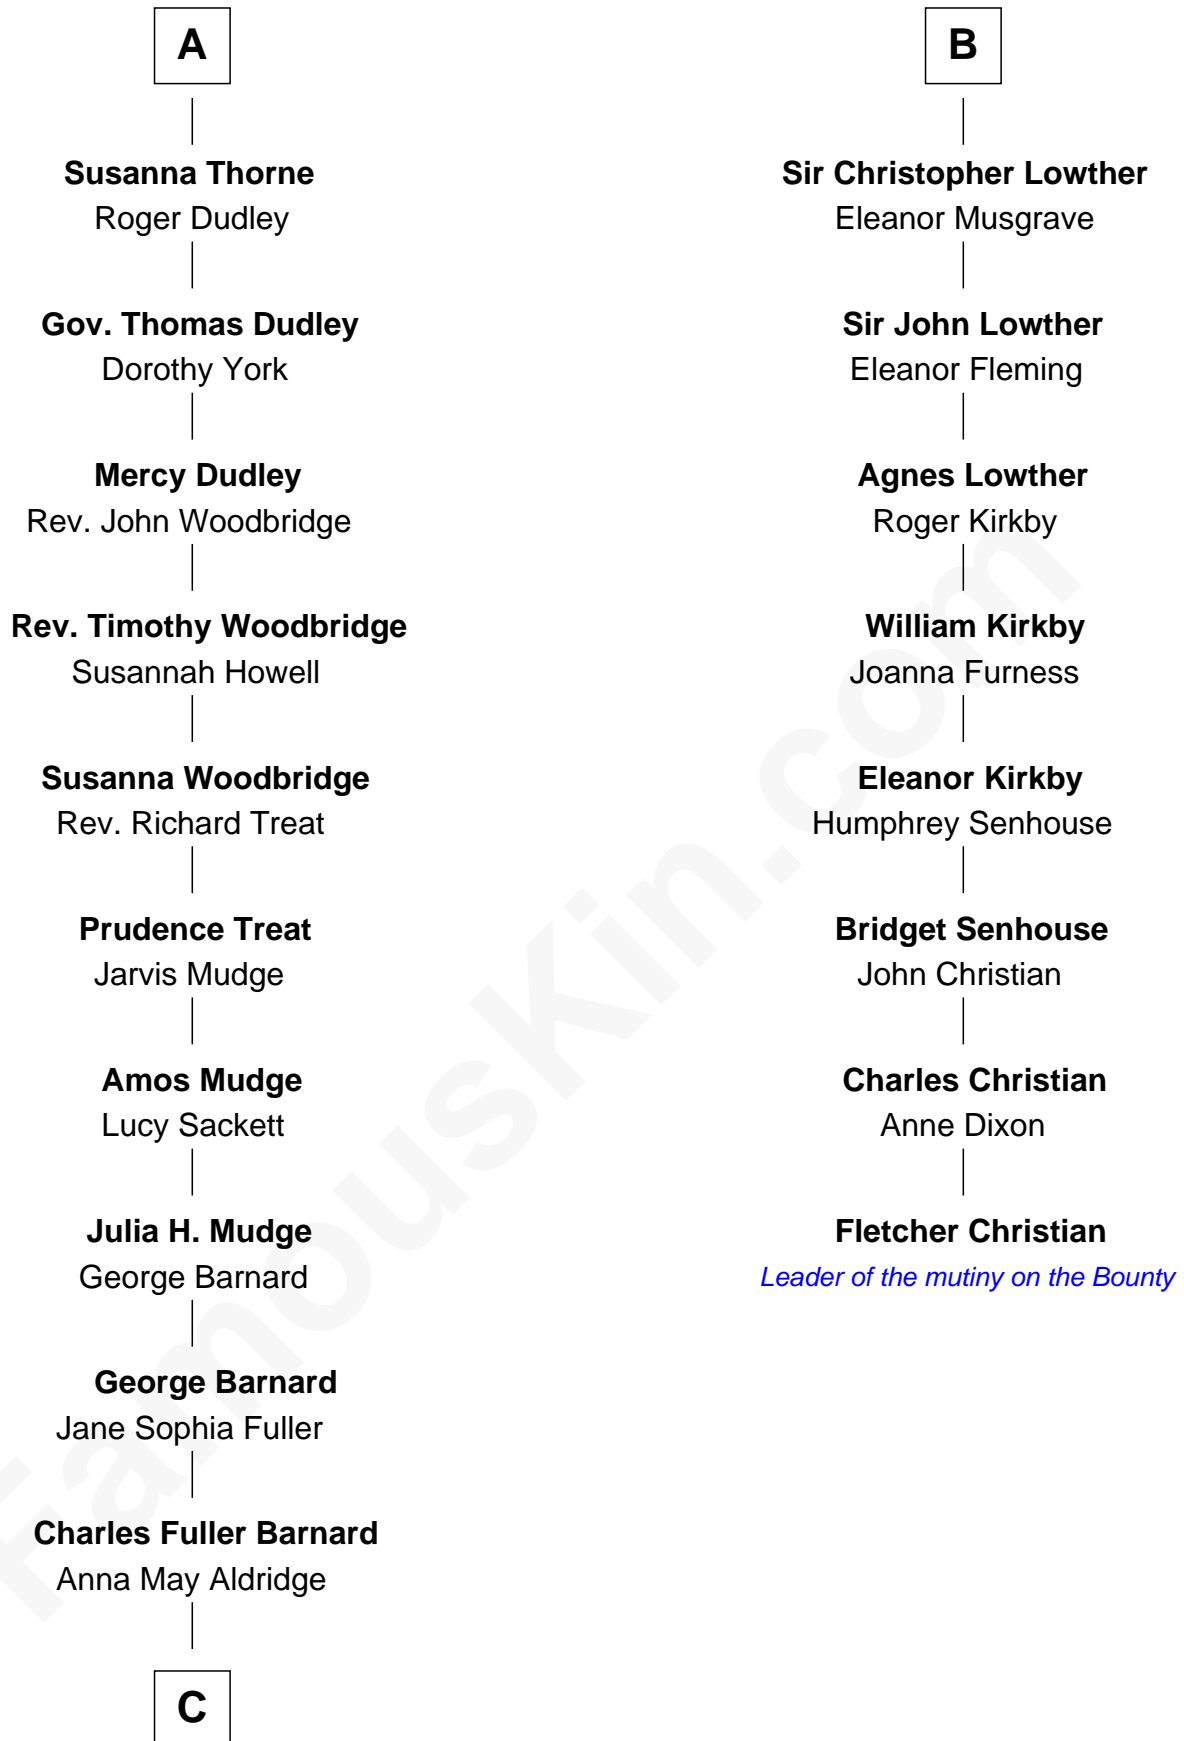 A
Susanna Thorne
Roger Dudley
Gov. Thomas Dudley
Dorothy York
Mercy Dudley
Rev. John Woodbridge
Rev. Timothy Woodbridge
Susannah Howell
Susanna Woodbridge
Rev. Richard Treat
Prudence Treat
Jarvis Mudge
Amos Mudge
Lucy Sackett
Julia H. Mudge
George Barnard
George Barnard
Jane Sophia Fuller
Charles Fuller Barnard
Anna May Aldridge
C
B
Sir Christopher Lowther
Eleanor Musgrave
Sir John Lowther
Eleanor Fleming
Agnes Lowther
Roger Kirkby
William Kirkby
Joanna Furness
Eleanor Kirkby
Humphrey Senhouse
Bridget Senhouse
John Christian
Charles Christian
Anne Dixon
Fletcher Christian
Leader of the mutiny on the Bounty
FamousKin.com